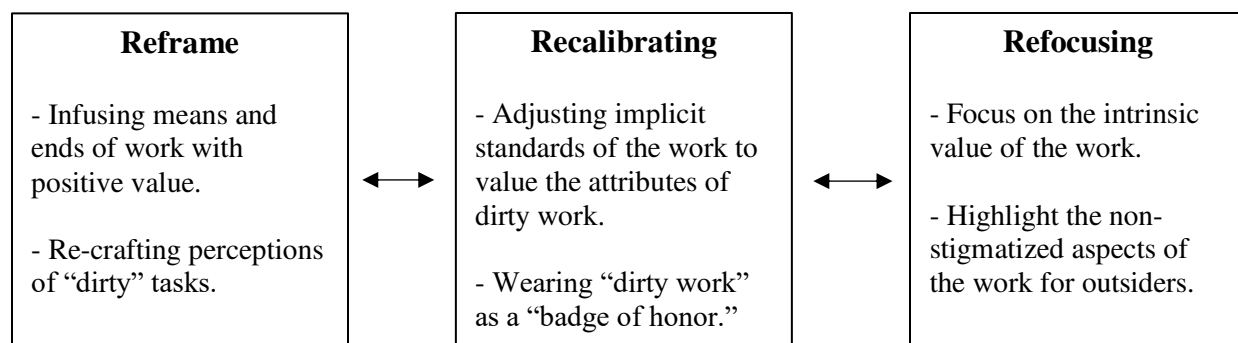 Reframe
- Infusing means and
ends of work with
positive value.
- Re-crafting perceptions
of “dirty” tasks.
Recalibrating
- Adjusting implicit
standards of the work to
value the attributes of
dirty work.
- Wearing “dirty work”
as a “badge of honor.”
Refocusing
- Focus on the intrinsic
value of the work.
- Highlight the non-
stigmatized aspects of
the work for outsiders.